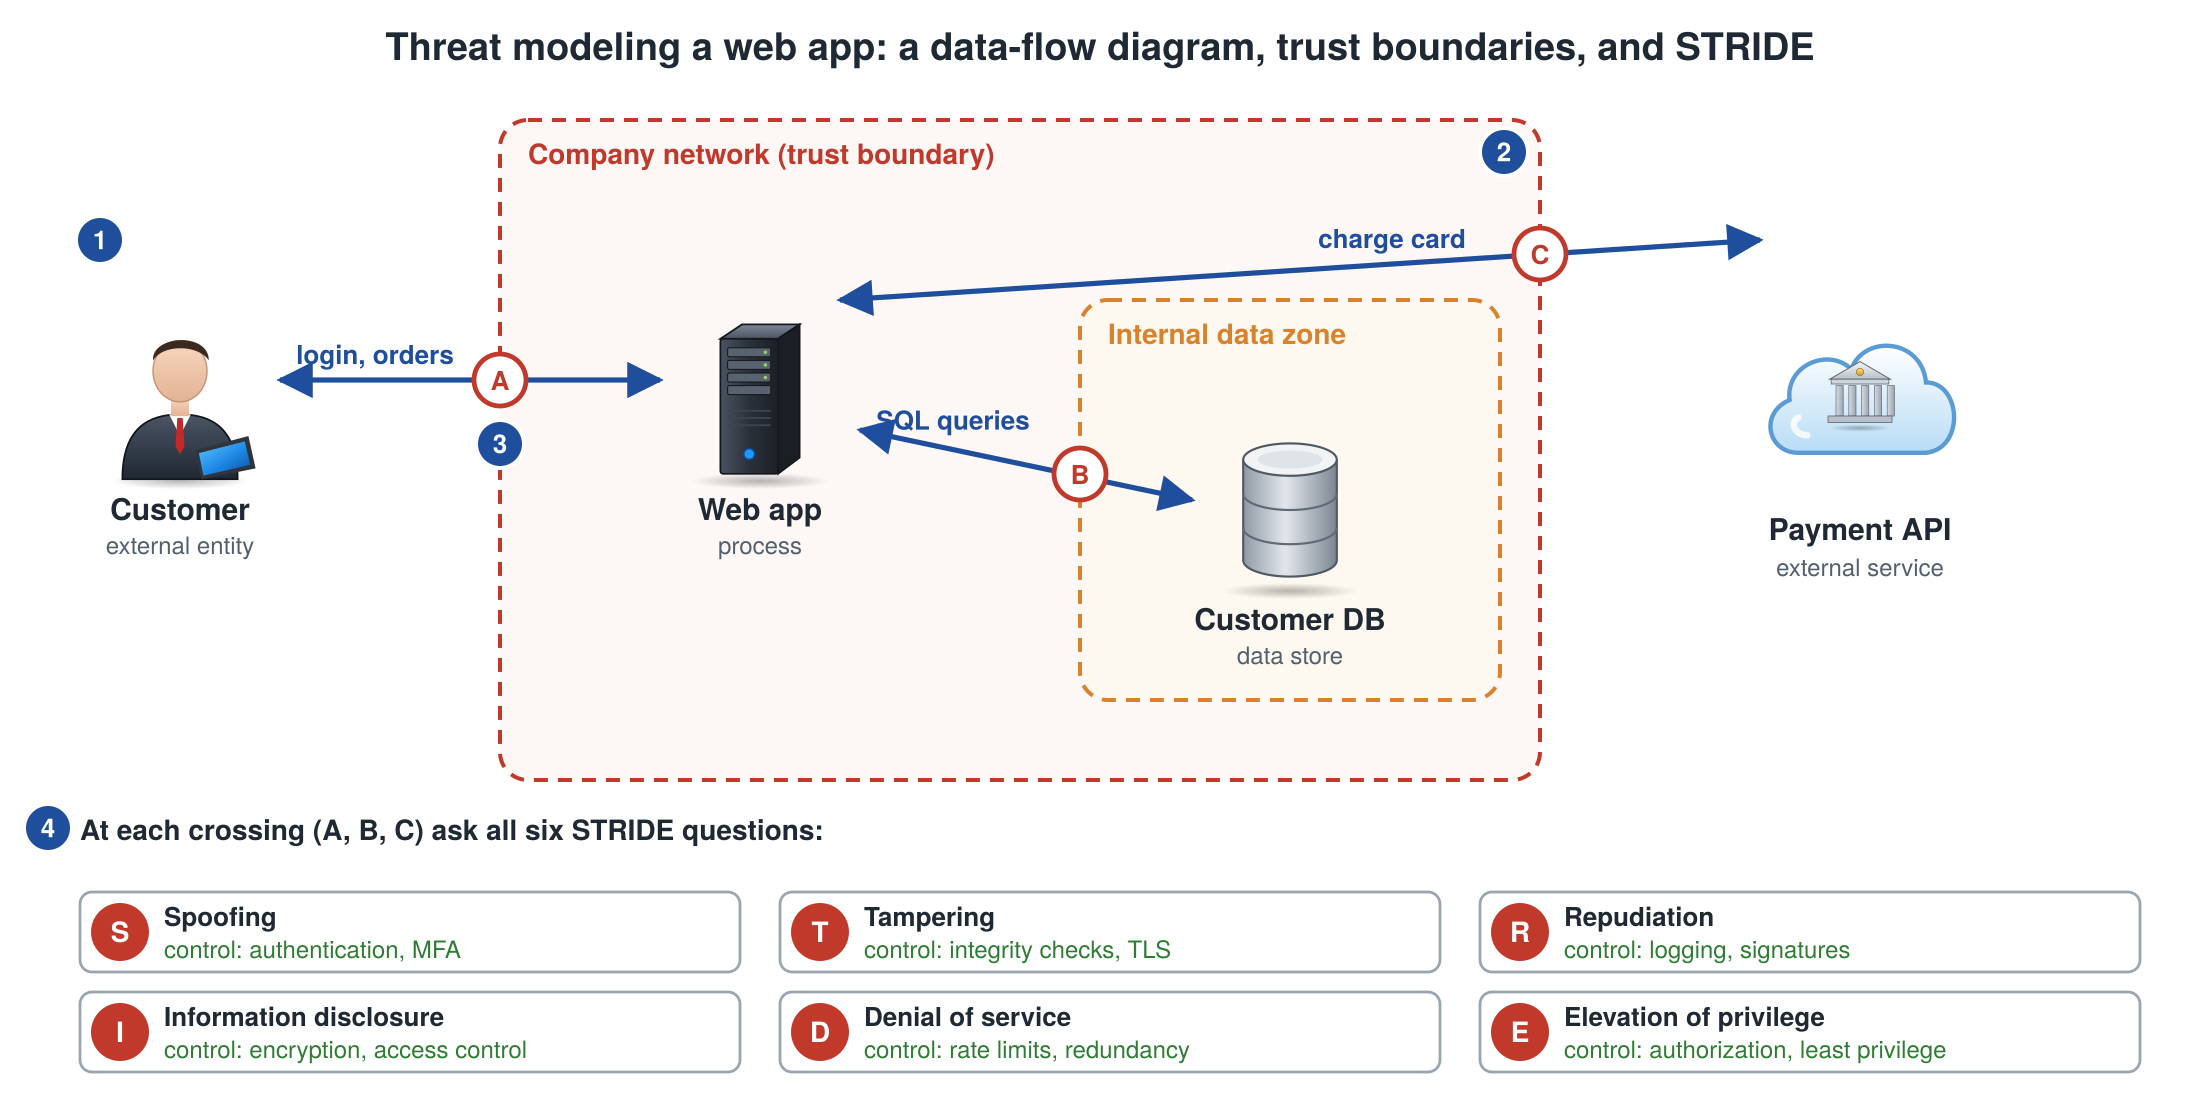 Threat modeling a web app: a data-flow diagram, trust boundaries, and STRIDE
Company network (trust boundary)
2
1
charge card
C
Internal data zone
login, orders
A
3
SQL queries
B
Customer
external entity
Web app
process
Customer DB
data store
Payment API
external service
4 At each crossing (A, B, C) ask all six STRIDE questions:
S
Spoofing
control: authentication, MFA
T
Tampering
control: integrity checks, TLS
R
Repudiation
control: logging, signatures
I
Information disclosure
control: encryption, access control
D
Denial of service
control: rate limits, redundancy
E
Elevation of privilege
control: authorization, least privilege